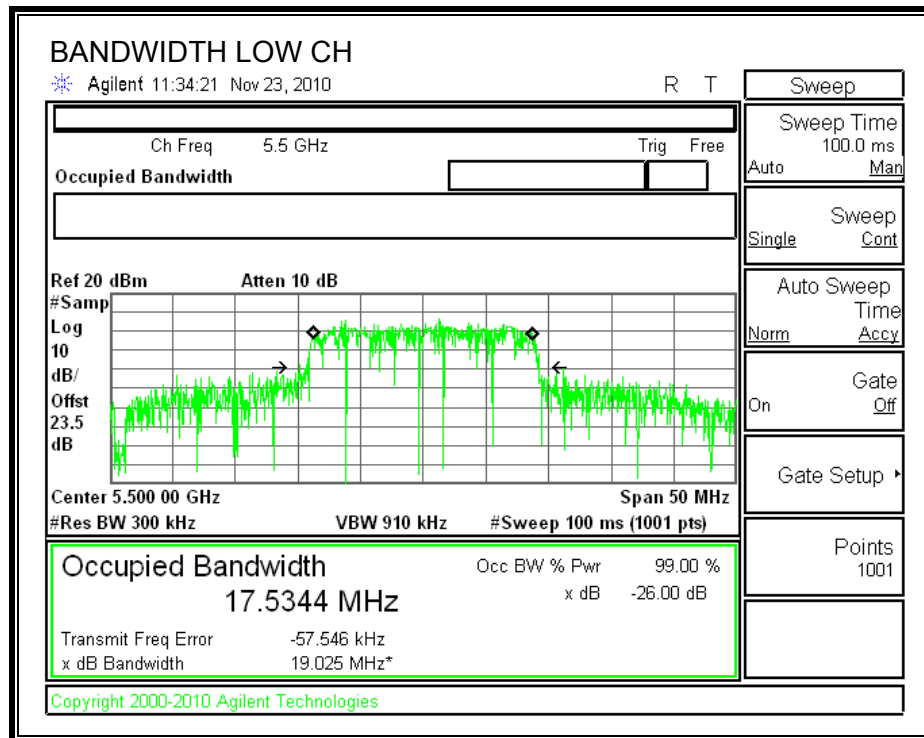 BANDWIDTH LOW CH
Agilent 11:34:21 Nov 23, 2010 R T
Ch Freq 5.5 GHz Trig Free
Occupied Bandwidth
Ref 20 dBm Atten 10 dB
#Samp
Log
10
dB/
Offst
23.5
dB
Center 5.500 00 GHz Span 50 MHz
#Res BW 300 kHz VBW 910 kHz #Sweep 100 ms (1001 pts)
Occupied Bandwidth
17.5344 MHz
Occ BW % Pwr 99.00 %
x dB -26.00 dB
Transmit Freq Error -57.546 kHz
x dB Bandwidth 19.025 MHz*
Copyright 2000-2010 Agilent Technologies
Sweep
Sweep Time
100.0 ms
Auto Man
Sweep
Single Cont
Auto Sweep
Time
Norm Accy
Gate
On Off
Gate Setup
Points
1001